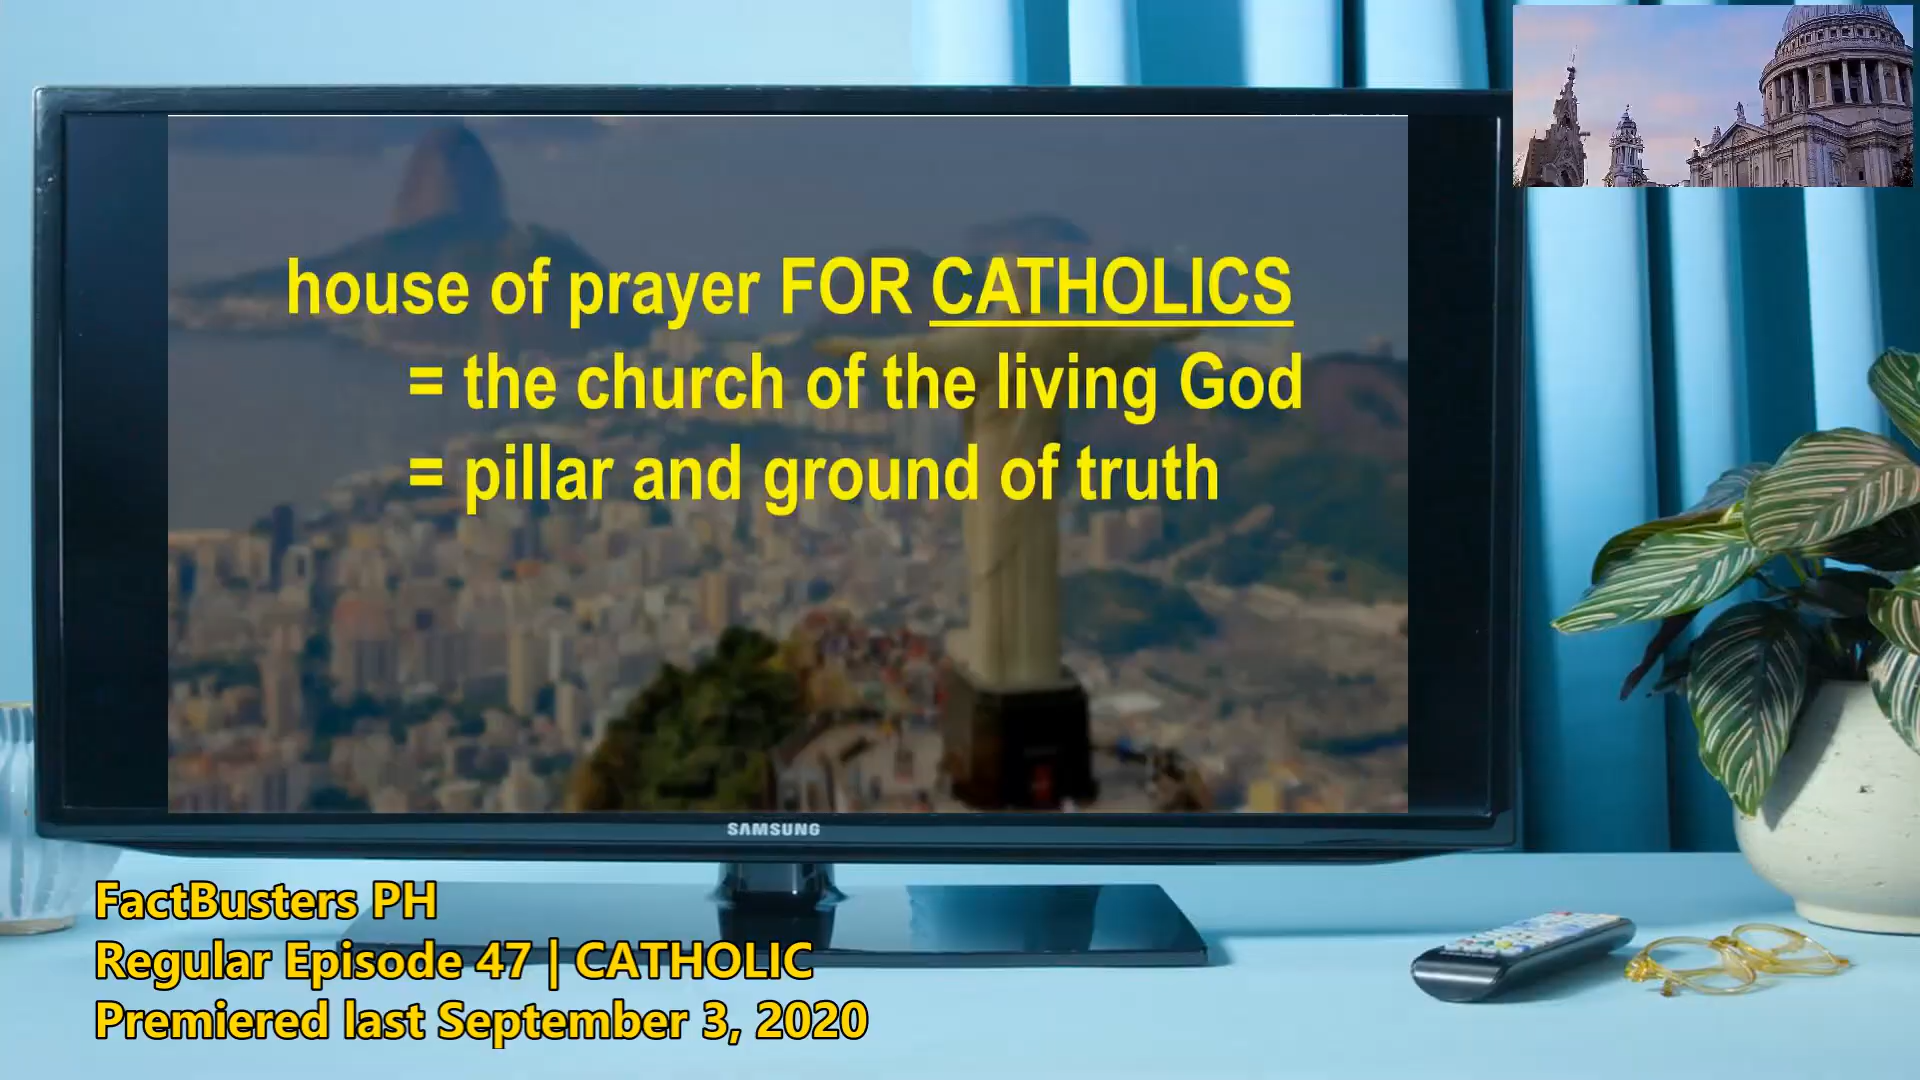 house of prayer FOR CATHOLICS
= the church of the living God
= pillar and ground of truth
SAMSUNG
FactBusters PH
Regular Episode 47 | CATHOLIC
Premiered last September 3, 2020